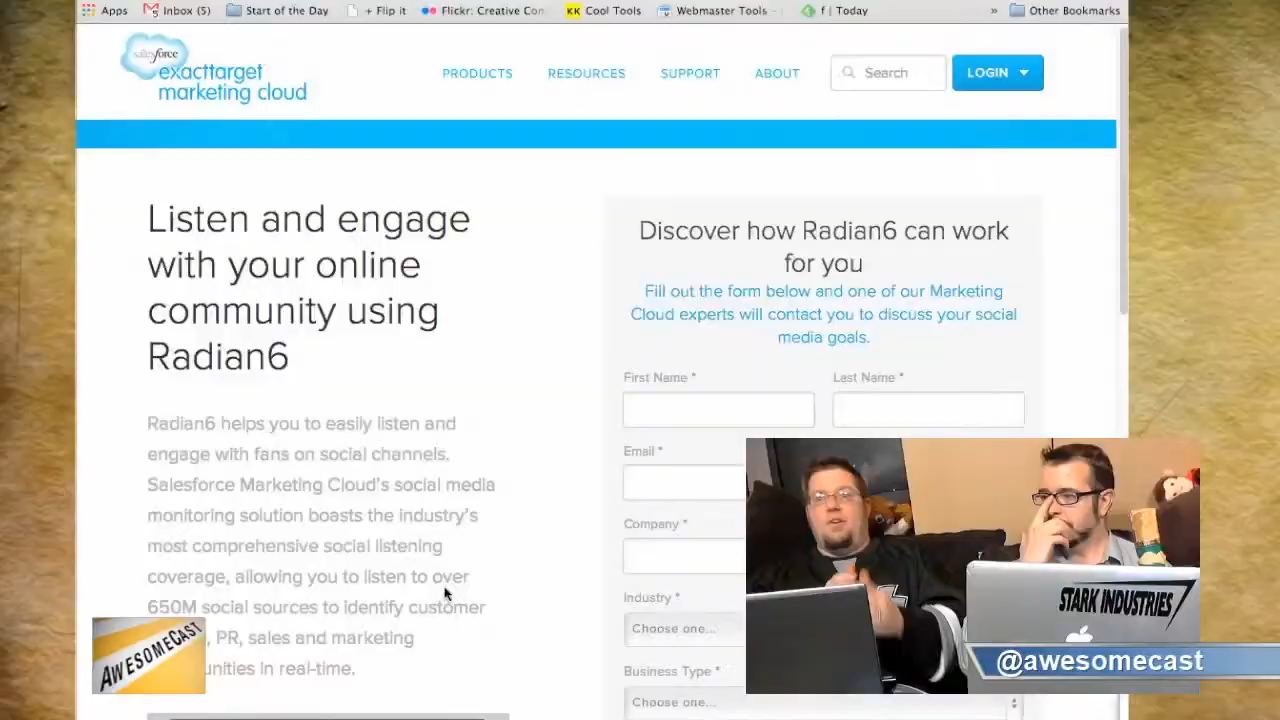 Apps
Inbox (5)
Start of the Day
+ Flip it
Flickr: Creative Con
KK Cool Tools
Webmaster Tools -
f | Today
»
Other Bookmarks
salesforce
exacttarget
marketing cloud
PRODUCTS
RESOURCES
SUPPORT
ABOUT
Search
LOGIN
Listen and engage
with your online
community using
Radian6
Radian6 helps you to easily listen and
engage with fans on social channels.
Salesforce Marketing Cloud's social media
monitoring solution boasts the industry's
most comprehensive social listening
coverage, allowing you to listen to over
650M social sources to identify customer
, PR, sales and marketing
unities in real-time.
Discover how Radian6 can work
for you
Fill out the form below and one of our Marketing
Cloud experts will contact you to discuss your social
media goals.
First Name *
Last Name *
Email *
Company *
Industry *
Choose one...
Business Type *
Choose one...
AWESOMECAST
STARK INDUSTRIES
@awesomecast